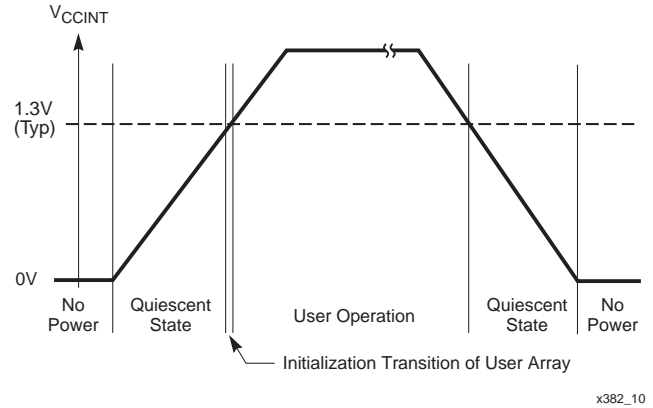 VCCINT
1.3V
(Typ)
0V
No
Power
Quiescent
State
User Operation
Quiescent
State
No
Power
Initialization Transition of User Array
x382_10